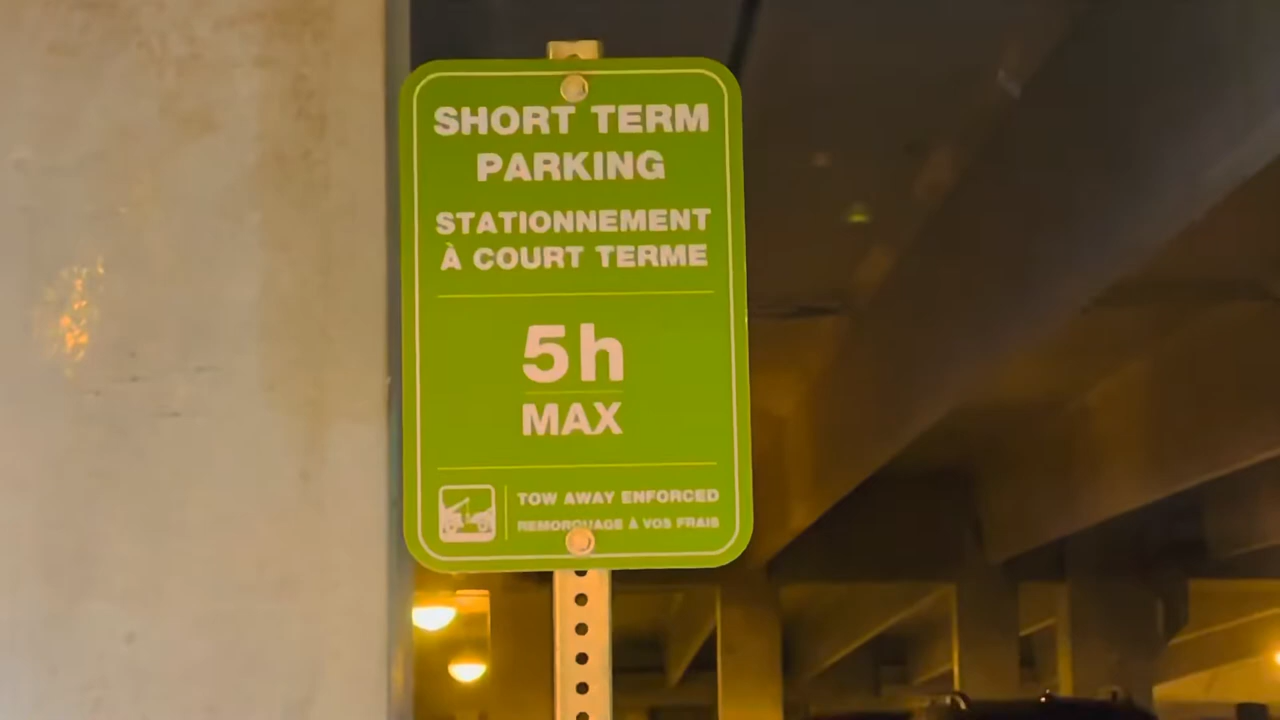 SHORT TERM
PARKING
STATIONNEMENT
À COURT TERME
5h
MAX
TOW AWAY ENFORCED
REMORQUAGE À VOS FRAIS